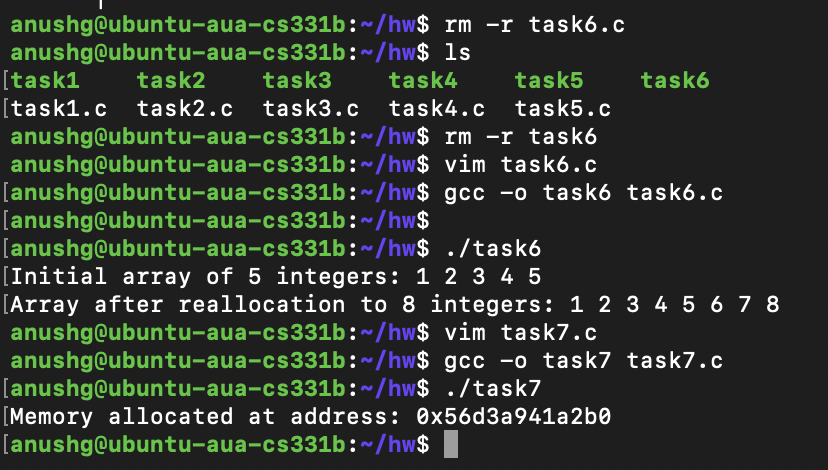 anushg@ubuntu-aua-cs331b:~/hw$ rm -r task6.c
anushg@ubuntu-aua-cs331b:~/hw$ ls
[task1    task2    task3    task4    task5    task6
[task1.c  task2.c  task3.c  task4.c  task5.c
anushg@ubuntu-aua-cs331b:~/hw$ rm -r task6
anushg@ubuntu-aua-cs331b:~/hw$ vim task6.c
[anushg@ubuntu-aua-cs331b:~/hw$ gcc -o task6 task6.c
[anushg@ubuntu-aua-cs331b:~/hw$
[anushg@ubuntu-aua-cs331b:~/hw$ ./task6
[Initial array of 5 integers: 1 2 3 4 5
[Array after reallocation to 8 integers: 1 2 3 4 5 6 7 8
anushg@ubuntu-aua-cs331b:~/hw$ vim task7.c
[anushg@ubuntu-aua-cs331b:~/hw$ gcc -o task7 task7.c
[anushg@ubuntu-aua-cs331b:~/hw$ ./task7
[Memory allocated at address: 0x56d3a941a2b0
[anushg@ubuntu-aua-cs331b:~/hw$